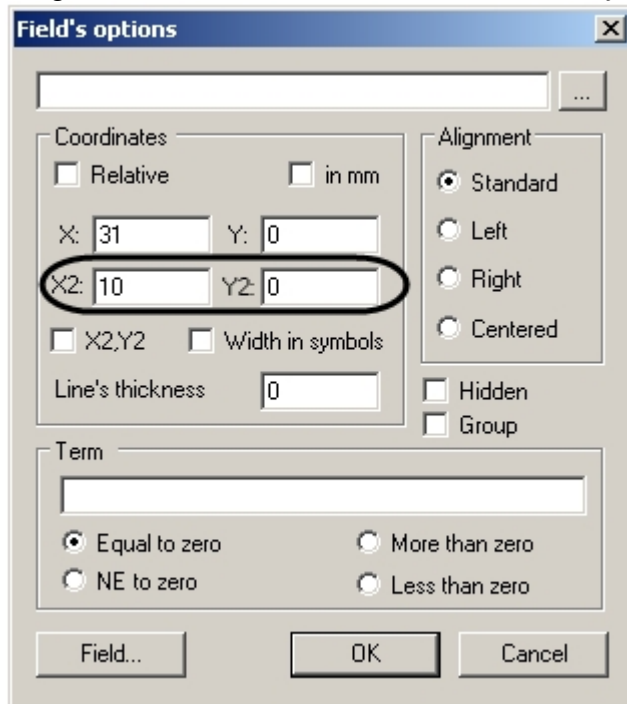 Field's options
...
Coordinates
Alignment
Relative in mm
Standard
X: 31 Y: 0
Left
X2: 10 Y2: 0
Right
X2,Y2 Width in symbols
Centered
Line's thickness 0
Hidden
Group
Term
Equal to zero More than zero
NE to zero Less than zero
Field... OK Cancel